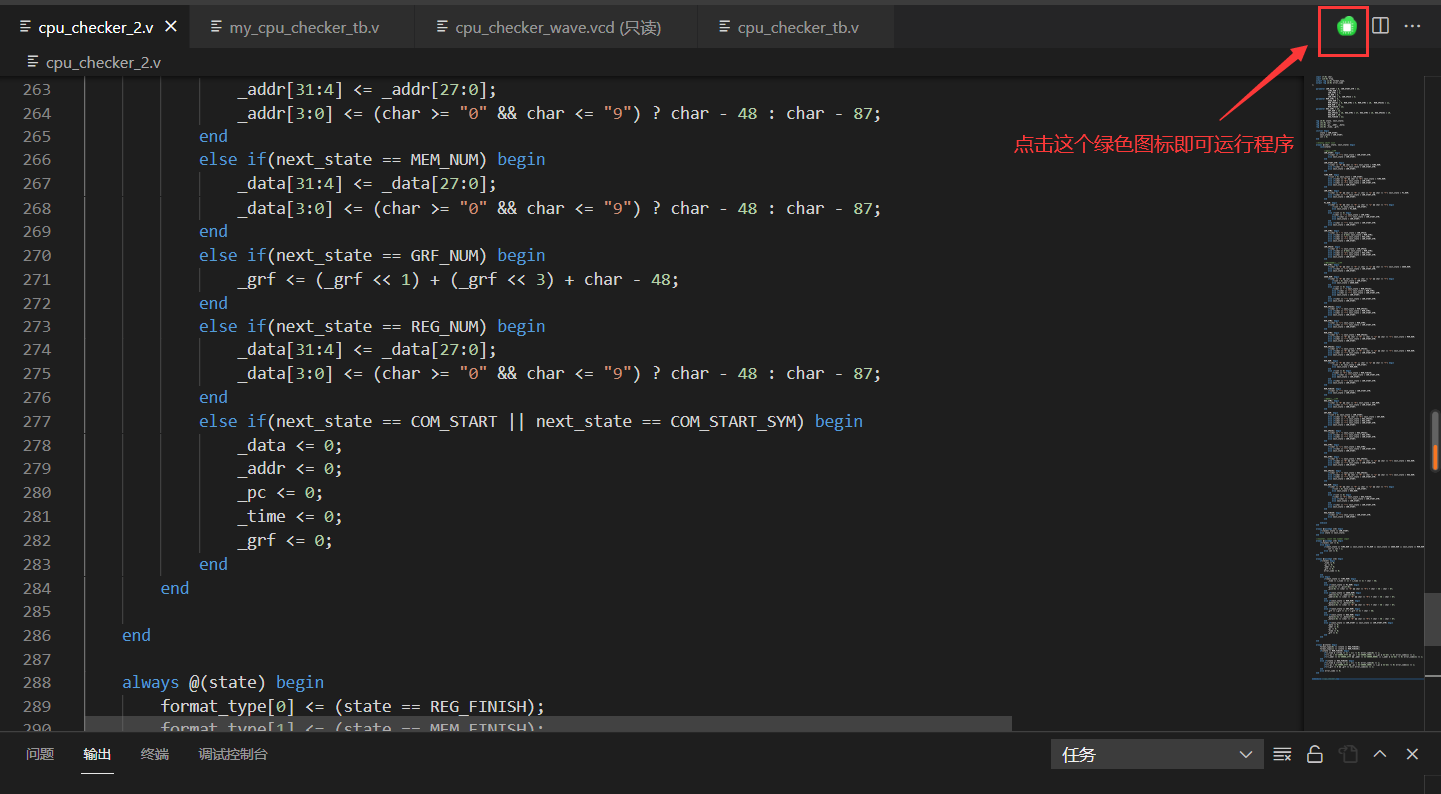 cpu_checker_2.v
my_cpu_checker_tb.v
cpu_checker_wave.vcd (只读)
cpu_checker_tb.v
cpu_checker_2.v
点击这个绿色图标即可运行程序
263 _addr[31:4] <= _addr[27:0];
264 _addr[3:0] <= (char >= "0" && char <= "9") ? char - 48 : char - 87;
265 end
266 else if(next_state == MEM_NUM) begin
267 _data[31:4] <= _data[27:0];
268 _data[3:0] <= (char >= "0" && char <= "9") ? char - 48 : char - 87;
269 end
270 else if(next_state == GRF_NUM) begin
271 _grf <= (_grf << 1) + (_grf << 3) + char - 48;
272 end
273 else if(next_state == REG_NUM) begin
274 _data[31:4] <= _data[27:0];
275 _data[3:0] <= (char >= "0" && char <= "9") ? char - 48 : char - 87;
276 end
277 else if(next_state == COM_START || next_state == COM_START_SYM) begin
278 _data <= 0;
279 _addr <= 0;
280 _pc <= 0;
281 _time <= 0;
282 _grf <= 0;
283 end
284 end
285
286 end
287
288 always @(state) begin
289 format_type[0] <= (state == REG_FINISH);
290 format_type[1] <= (state == MEM_FINISH);
问题 输出 终端 调试控制台
任务